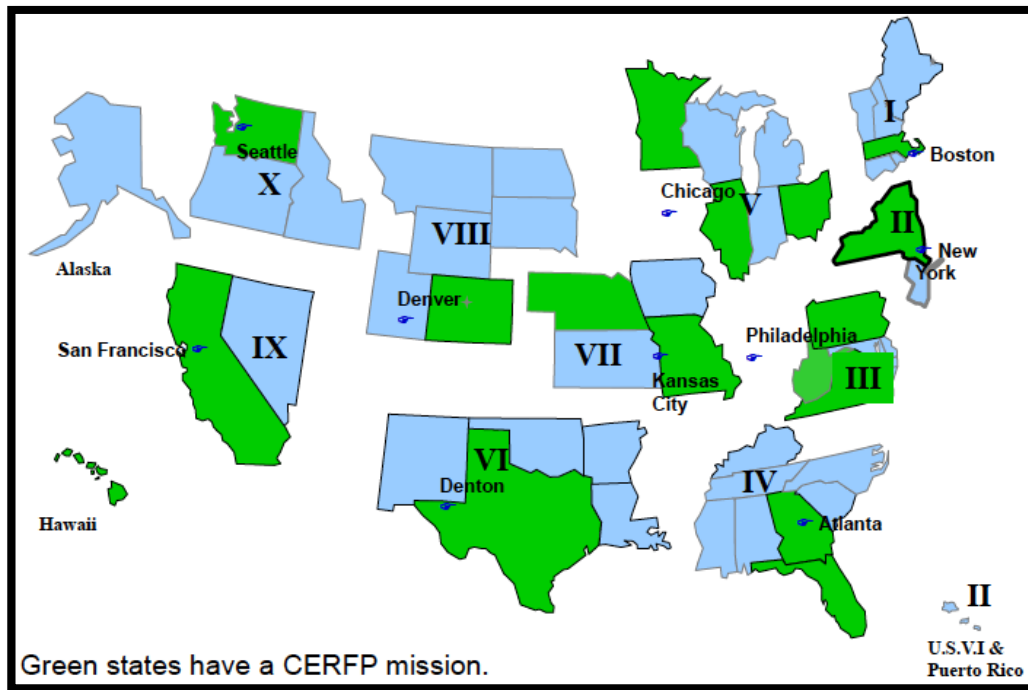 I
Boston
Seattle
X
Chicago
V
II
New
York
VIII
Alaska
Denver
San Francisco
IX
Philadelphia
VII
Kansas
City
III
VI
Denton
IV
Hawaii
Atlanta
II
U.S.V.I &
Puerto Rico
Green states have a CERFP mission.